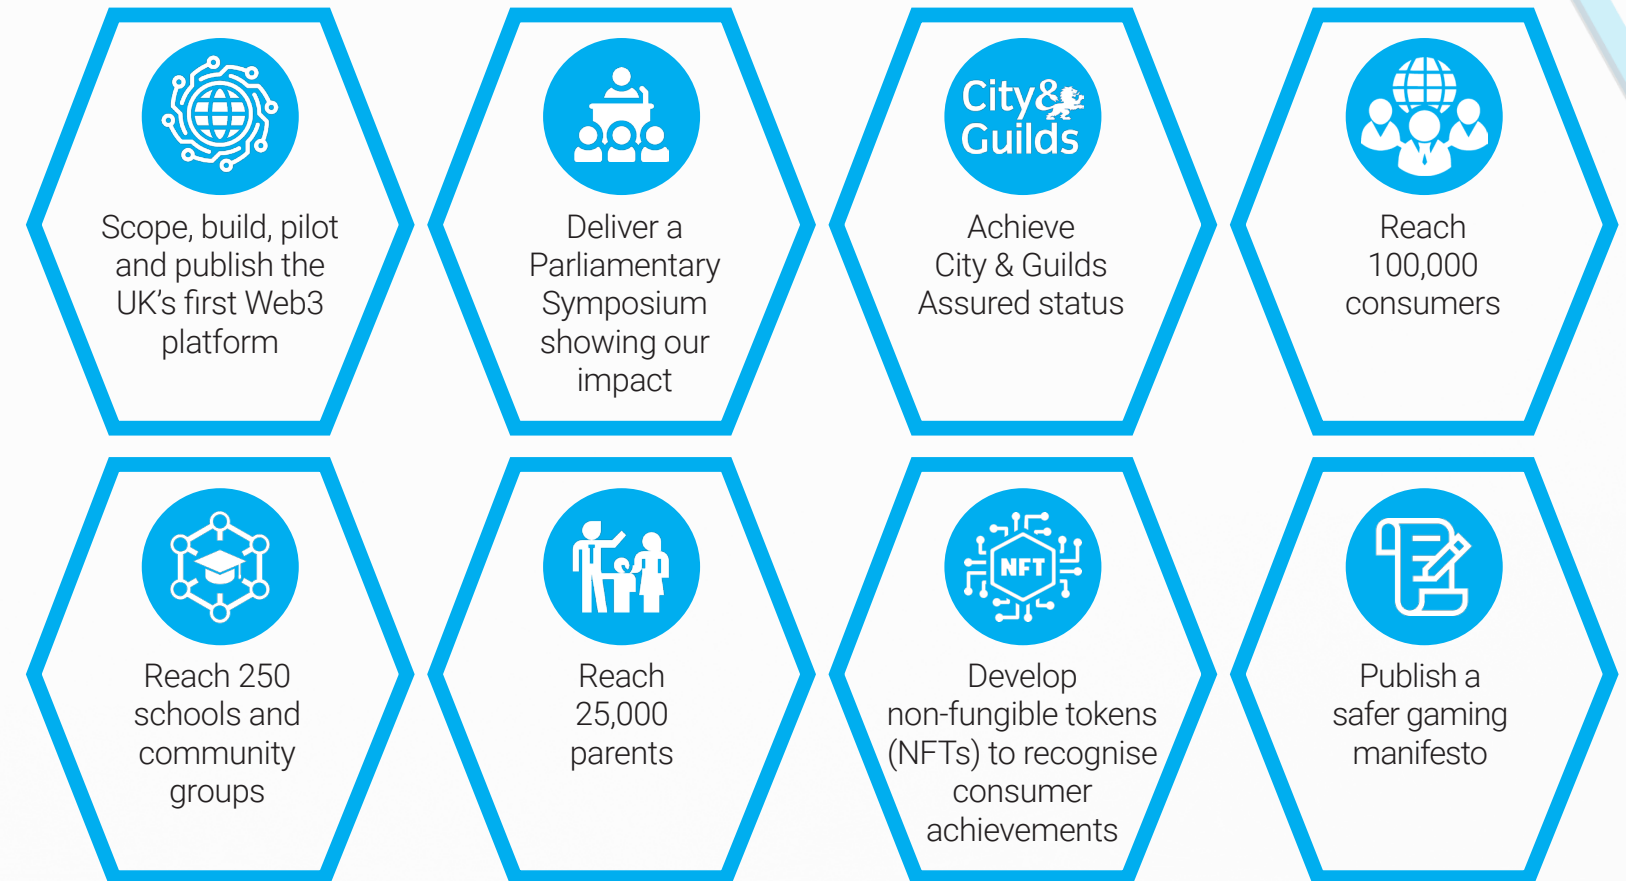 Scope, build, pilot
and publish the
UK’s first Web3
platform
Deliver a
Parliamentary
Symposium
showing our
impact
City&
Guilds
Achieve
City & Guilds
Assured status
Reach
100,000
consumers
Reach 250
schools and
community
groups
Reach
25,000
parents
NFT
Develop
non-fungible tokens
(NFTs) to recognise
consumer
achievements
Publish a
safer gaming
manifesto